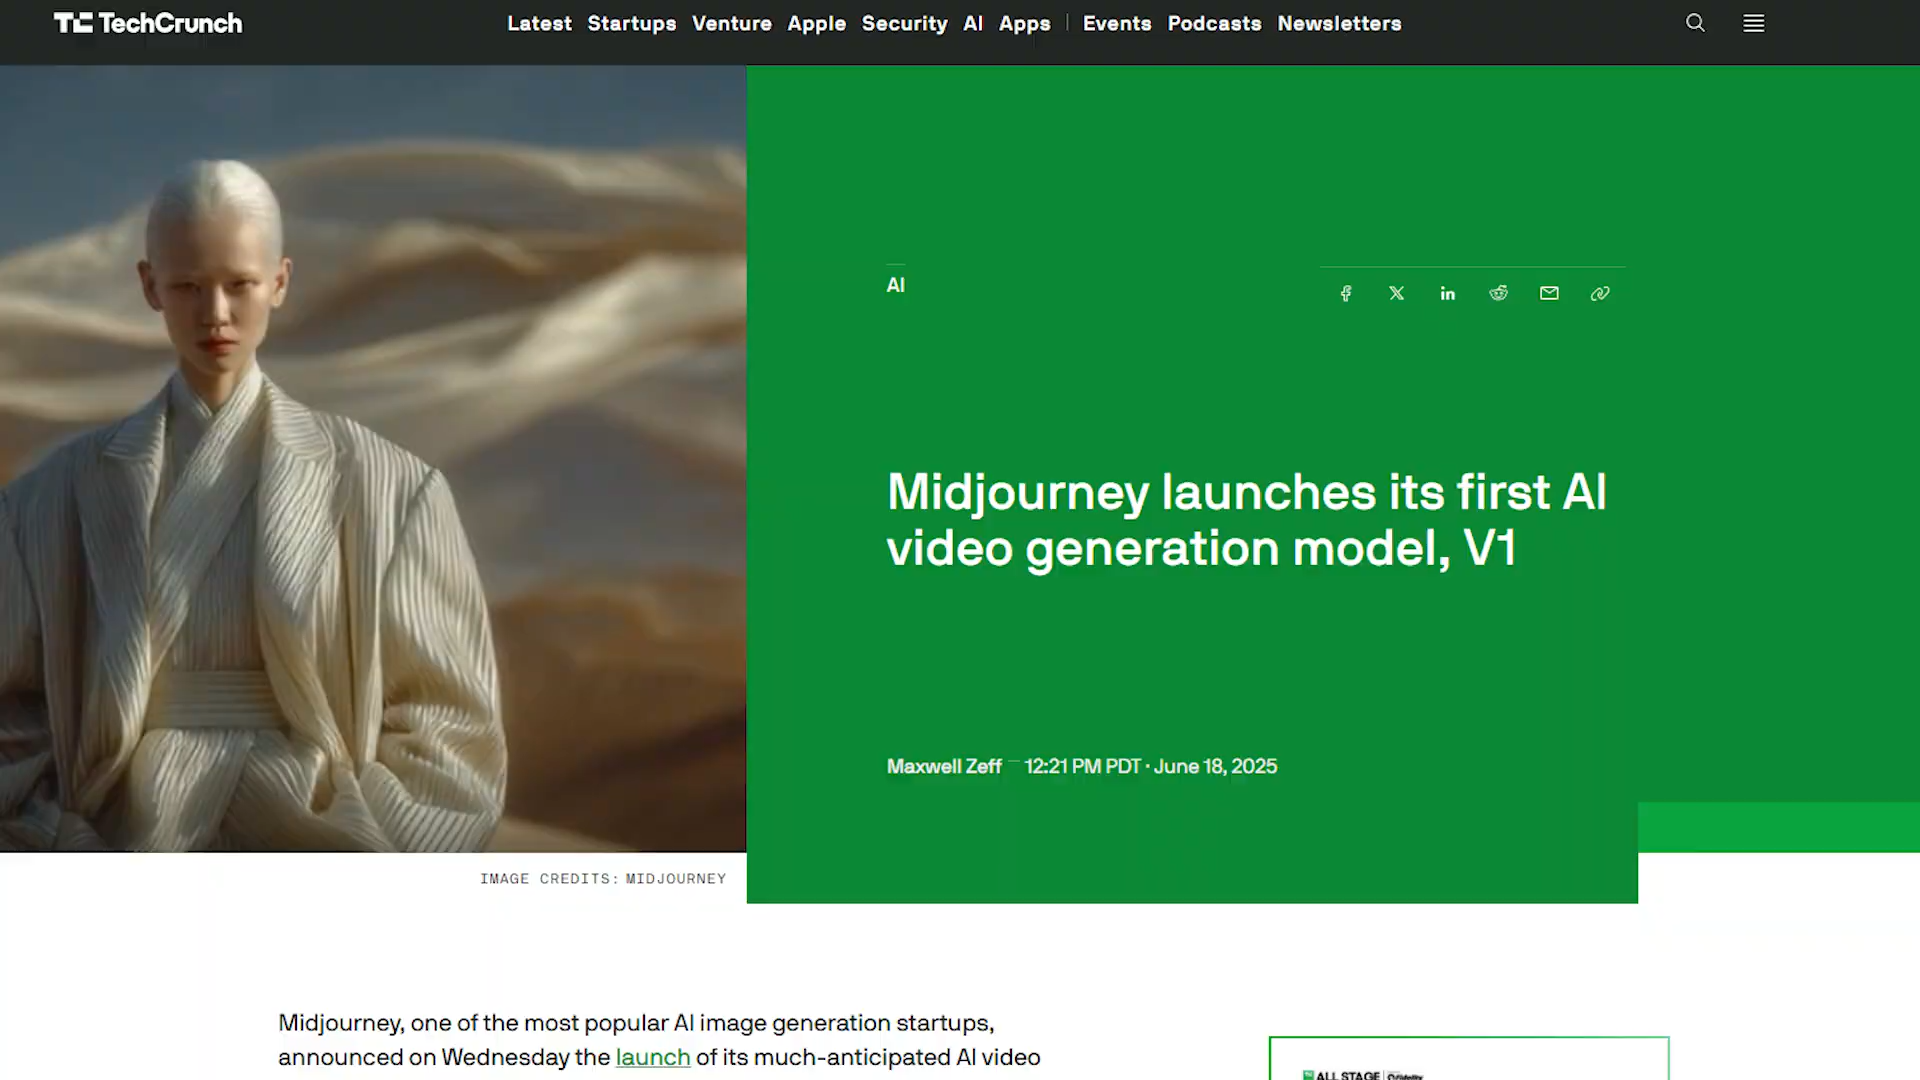 TechCrunch
Latest Startups Venture Apple Security AI Apps Events Podcasts Newsletters
AI
Midjourney launches its first AI
video generation model, V1
Maxwell Zeff — 12:21 PM PDT · June 18, 2025
IMAGE CREDITS: MIDJOURNEY
Midjourney, one of the most popular AI image generation startups,
announced on Wednesday the launch of its much-anticipated AI video
ALL STAGE Fidelity